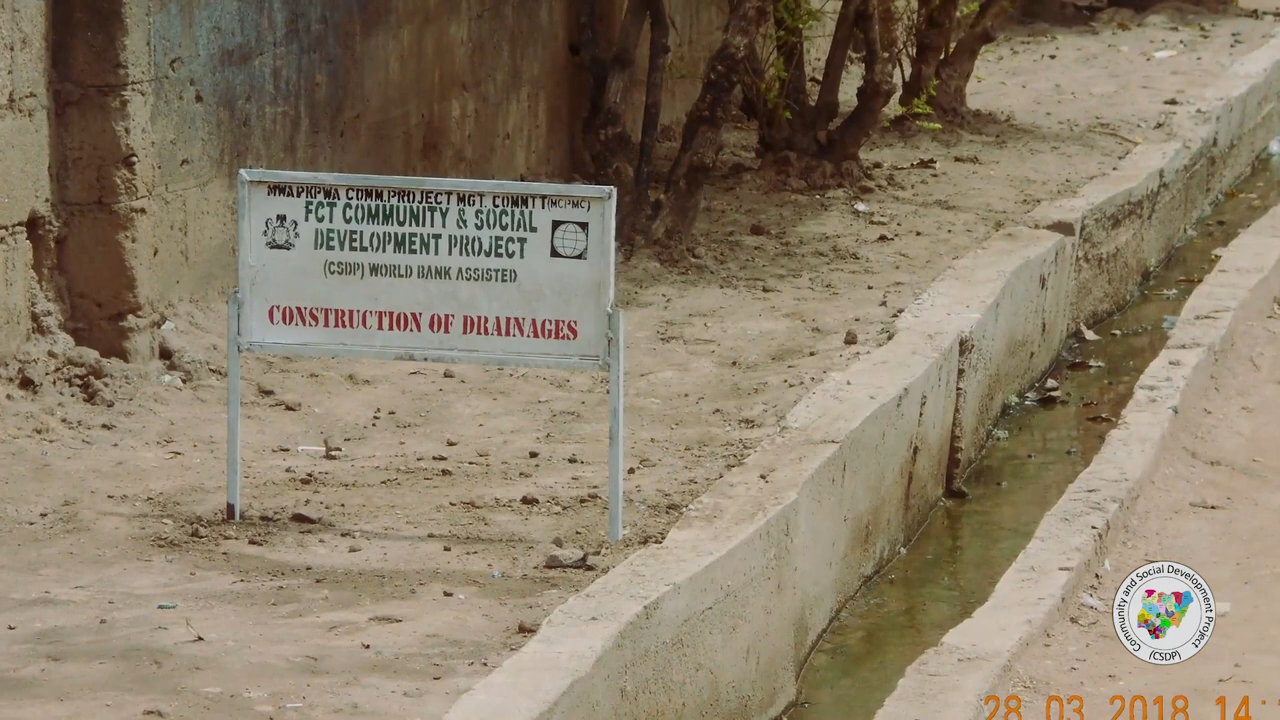 MWAPKPWA COMM.PROJECT MGT. COMMTT(MCPMC)
FCT COMMUNITY & SOCIAL
DEVELOPMENT PROJECT
(CSDP) WORLD BANK ASSISTED
CONSTRUCTION OF DRAINAGES
Community and Social Development Project
(CSDP)
28 03 2018 14: